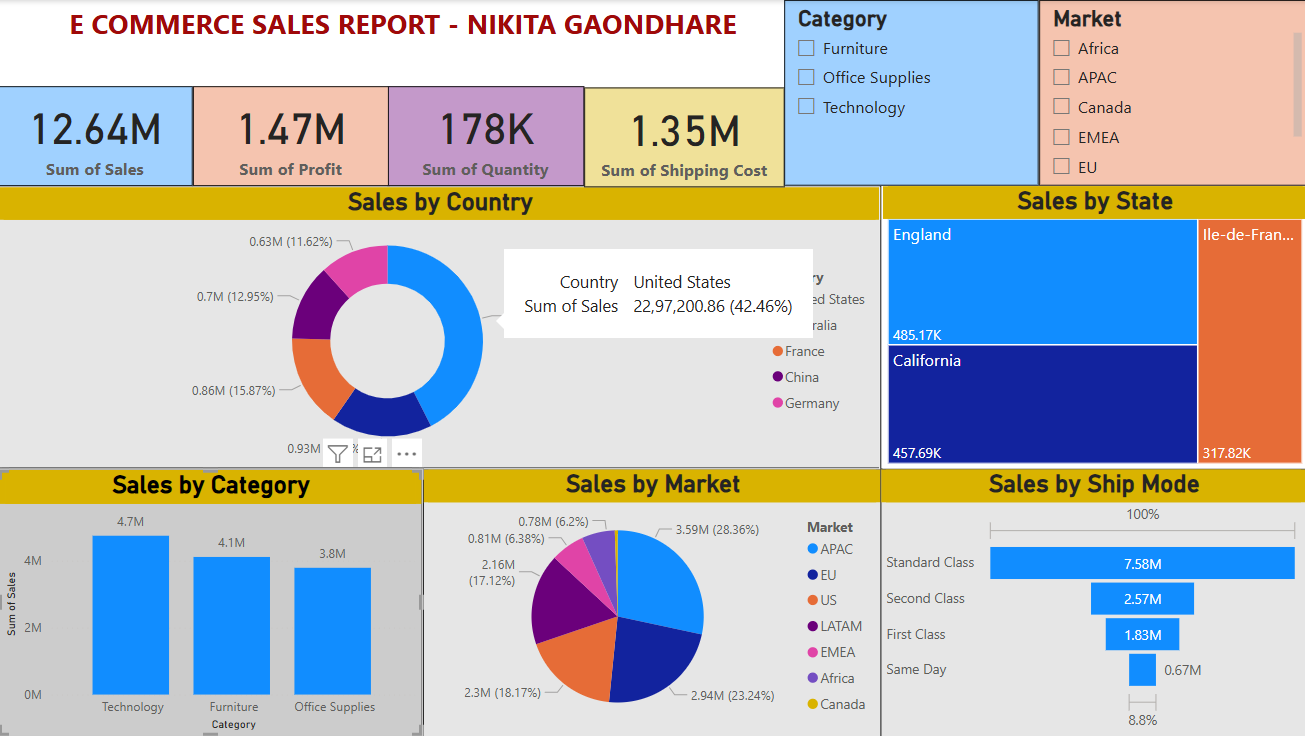 E COMMERCE SALES REPORT - NIKITA GAONDHARE
12.64M
Sum of Sales
1.47M
Sum of Profit
178K
Sum of Quantity
1.35M
Sum of Shipping Cost
Category
Furniture
Office Supplies
Technology
Market
Africa
APAC
Canada
EMEA
EU
Sales by Country
0.63M (11.62%)
0.7M (12.95%)
0.86M (15.87%)
0.93M
Country United States
Sum of Sales 22,97,200.86 (42.46%)
ry
ed States
ralia
France
China
Germany
Sales by State
England
485.17K
California
457.69K
Ile-de-Fran...
317.82K
Sales by Category
Sum of Sales
4M
2M
0M
4.7M
4.1M
3.8M
Technology
Furniture
Office Supplies
Category
Sales by Market
0.78M (6.2%)
0.81M (6.38%)
2.16M
(17.12%)
2.3M (18.17%)
3.59M (28.36%)
2.94M (23.24%)
Market
APAC
EU
US
LATAM
EMEA
Africa
Canada
Sales by Ship Mode
100%
Standard Class 7.58M
Second Class 2.57M
First Class 1.83M
Same Day 0.67M
8.8%